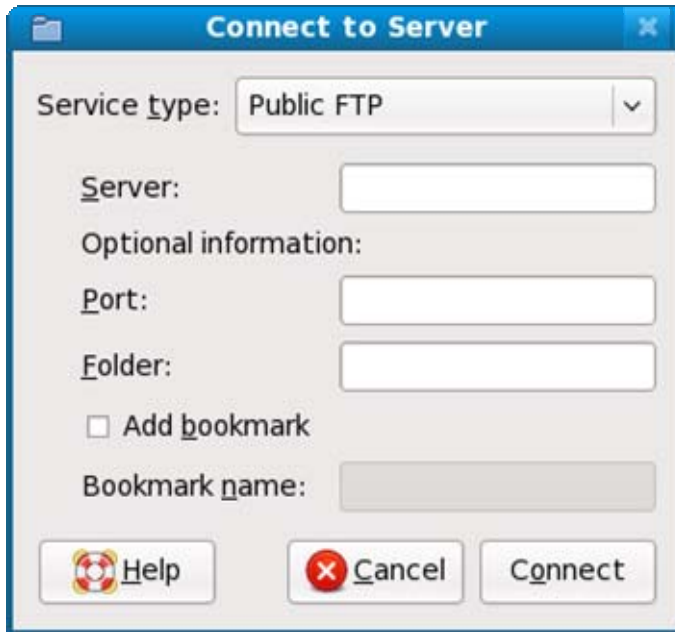 Connect to Server
Service type: Public FTP
Server:
Optional information:
Port:
Folder:
Add bookmark
Bookmark name:
Help Cancel Connect